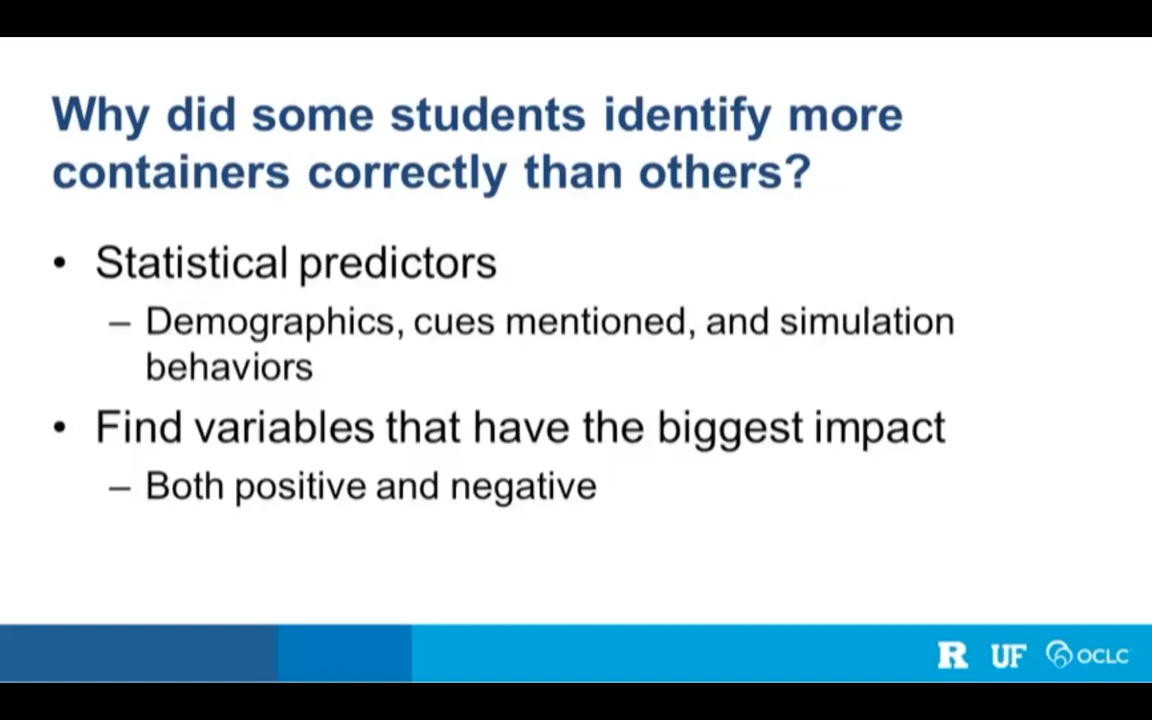 Why did some students identify more
containers correctly than others?
• Statistical predictors
– Demographics, cues mentioned, and simulation
behaviors
• Find variables that have the biggest impact
– Both positive and negative
R UF OCLC